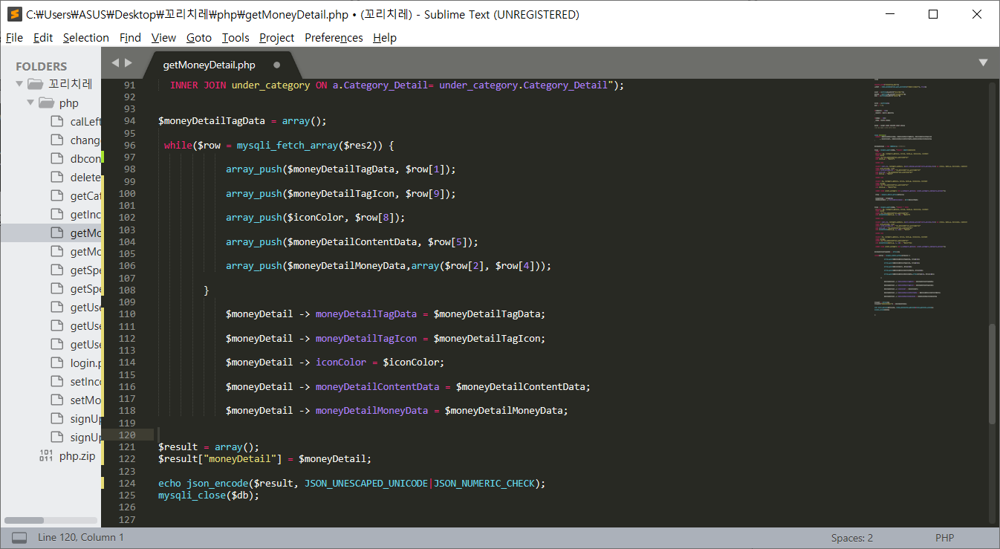 C:₩Users₩ASUS₩Desktop₩꼬리치레₩php₩getMoneyDetail.php • (꼬리치레) - Sublime Text (UNREGISTERED)
File Edit Selection Find View Goto Tools Project Preferences Help
FOLDERS
꼬리치레
php
calLeft
change
dbcon
delete
getCat
getInc
getMo
getMo
getSpe
getSpe
getUse
getUse
getUse
login.p
setInco
setMo
signUp
signUp
php.zip
getMoneyDetail.php
91 INNER JOIN under_category ON a.Category_Detail= under_category.Category_Detail");
92
93
94 $moneyDetailTagData = array();
95
96 while($row = mysqli_fetch_array($res2)) {
97
98 array_push($moneyDetailTagData, $row[1]);
99
100 array_push($moneyDetailTagIcon, $row[9]);
101
102 array_push($iconColor, $row[8]);
103
104 array_push($moneyDetailContentData, $row[5]);
105
106 array_push($moneyDetailMoneyData,array($row[2], $row[4]));
107
108 }
109
110 $moneyDetail -> moneyDetailTagData = $moneyDetailTagData;
111
112 $moneyDetail -> moneyDetailTagIcon = $moneyDetailTagIcon;
113
114 $moneyDetail -> iconColor = $iconColor;
115
116 $moneyDetail -> moneyDetailContentData = $moneyDetailContentData;
117
118 $moneyDetail -> moneyDetailMoneyData = $moneyDetailMoneyData;
119
120
121 $result = array();
122 $result["moneyDetail"] = $moneyDetail;
123
124 echo json_encode($result, JSON_UNESCAPED_UNICODE|JSON_NUMERIC_CHECK);
125 mysqli_close($db);
126
127
Line 120, Column 1
Spaces: 2
PHP